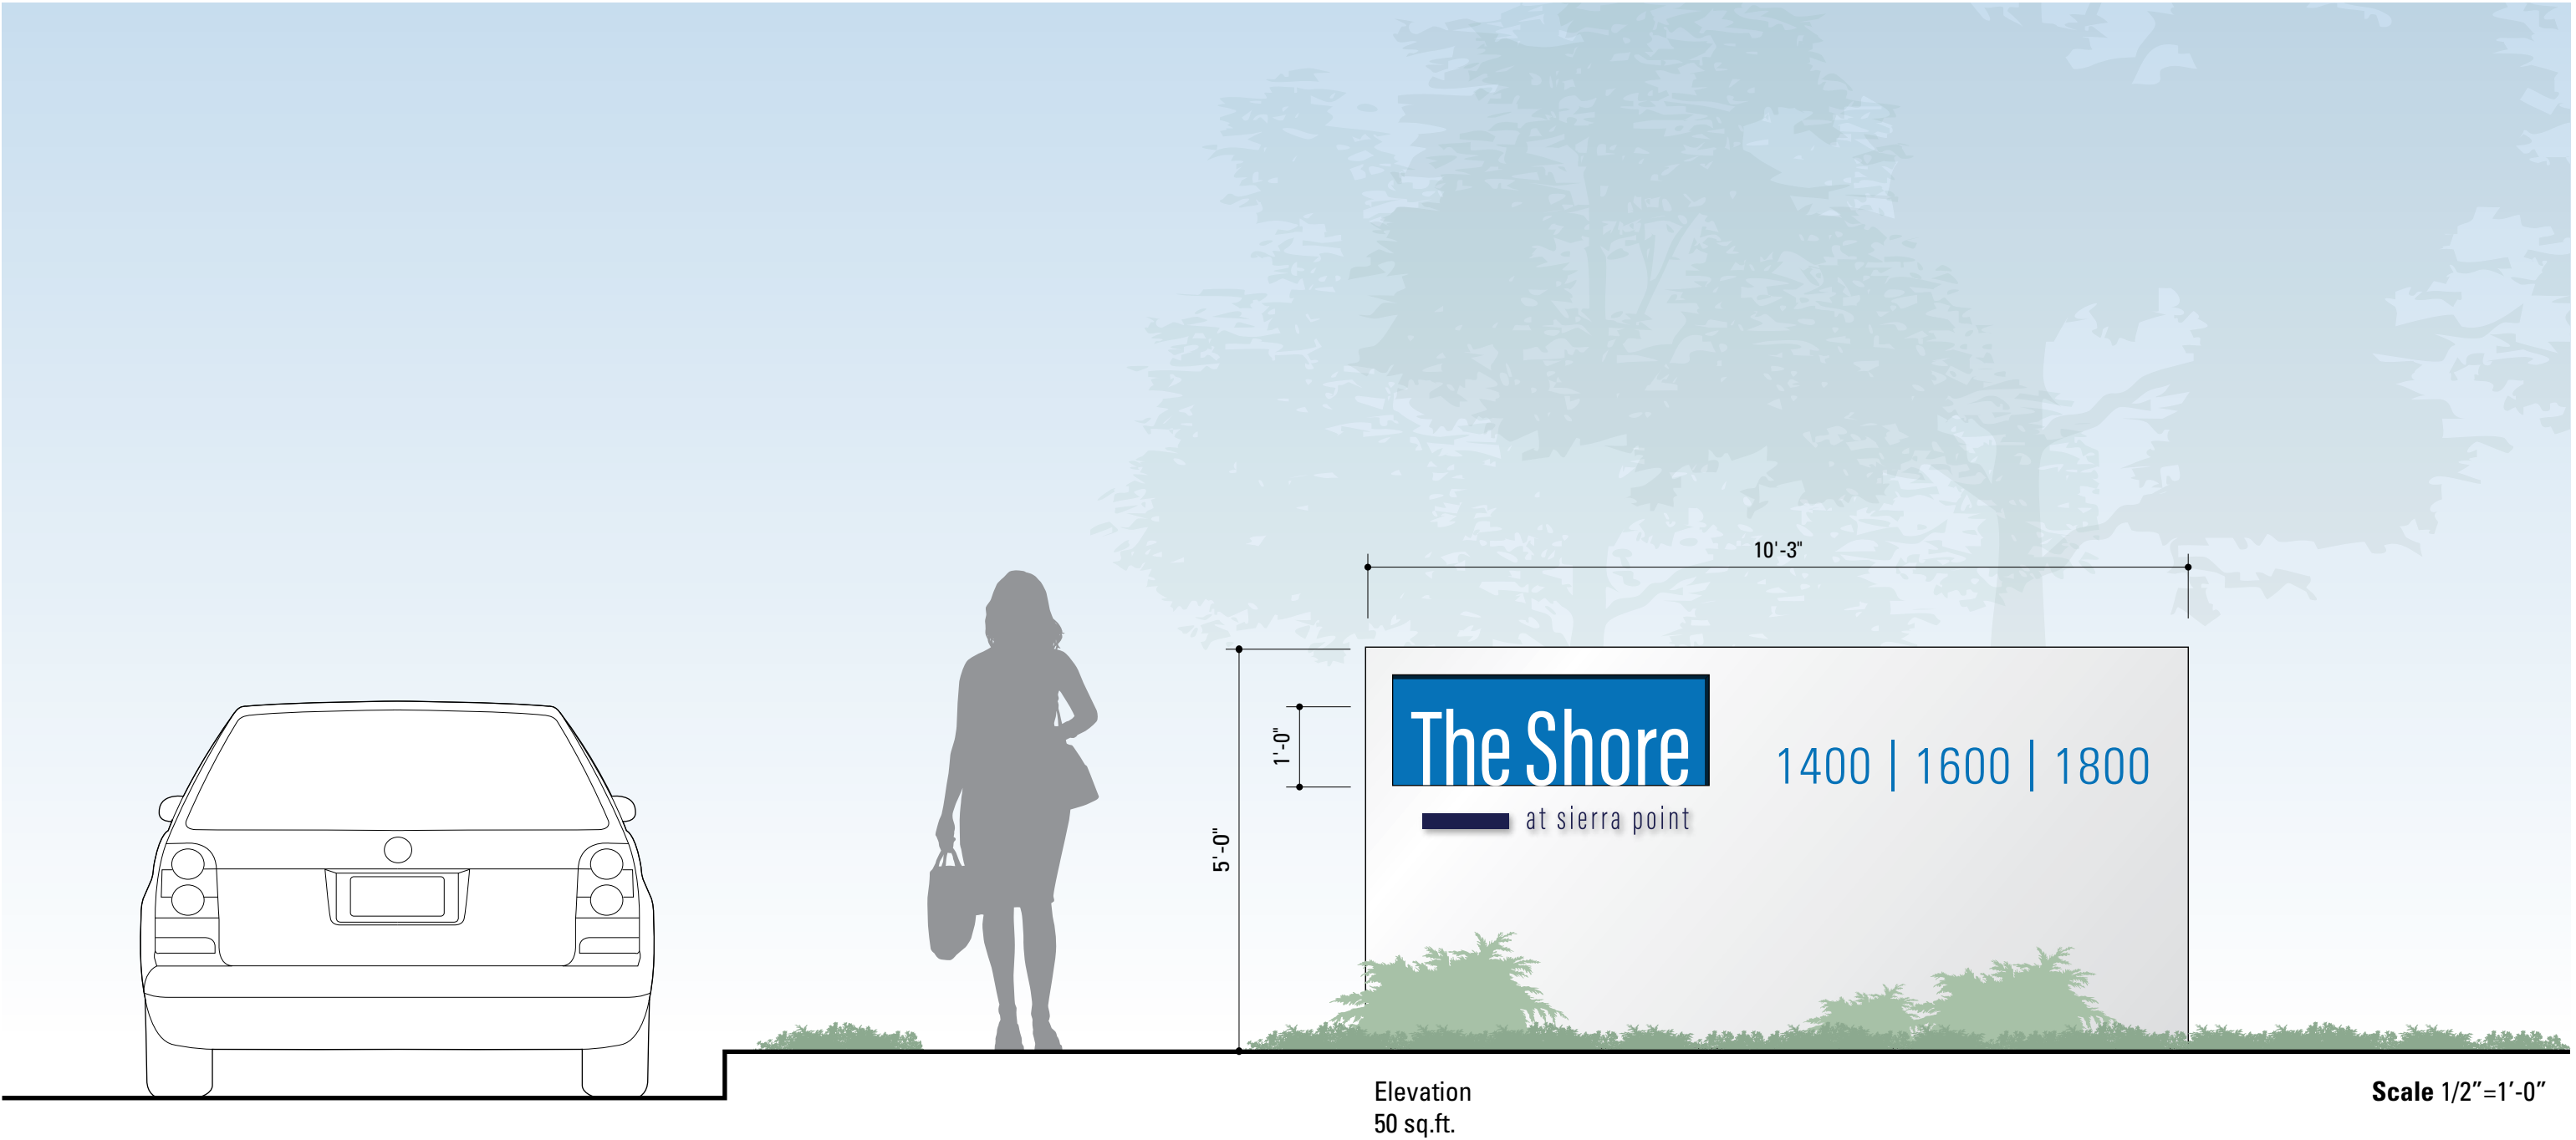 10'-3"
The Shore
1'-0"
1400 | 1600 | 1800
at sierra point
5'-0"
Elevation
50 sq.ft.
Scale 1/2”=1’-0”